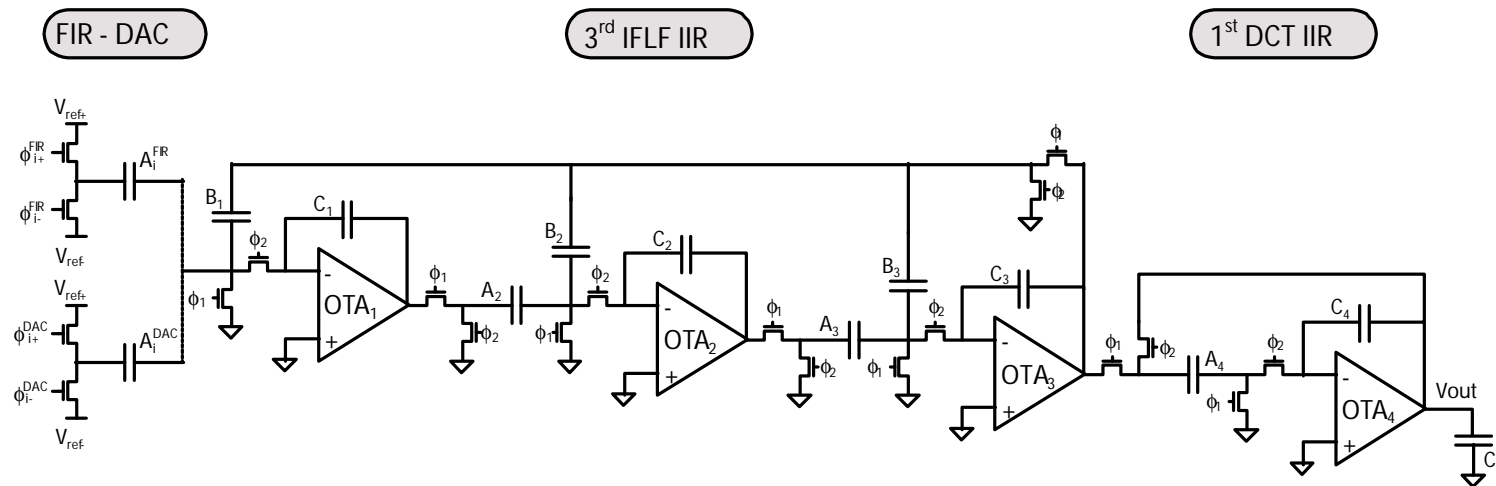 FIR - DAC
3rd IFLF IIR
1st DCT IIR
Vref+
ϕi+FIR
AiFIR
ϕi-FIR
Vref-
Vref+
ϕi+DAC
AiDAC
ϕi-DAC
Vref-
B1
ϕ1
ϕ2
C1
-
OTA1
+
ϕ1
ϕ2
A2
B2
ϕ1
ϕ2
C2
-
OTA2
+
ϕ1
ϕ2
A3
B3
ϕ1
ϕ2
C3
-
OTA3
+
ϕ1
ϕ2
ϕ1
ϕ2
A4
ϕ1
ϕ2
C4
-
OTA4
+
Vout
C